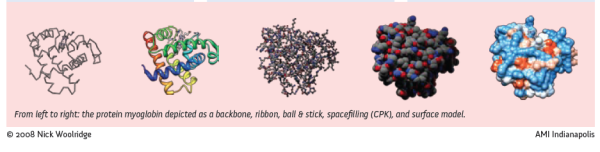 From left to right: the protein myoglobin depicted as a backbone, ribbon, ball & stick, spacefilling (CPK), and surface model.
© 2008 Nick Woolridge
AMI Indianapolis